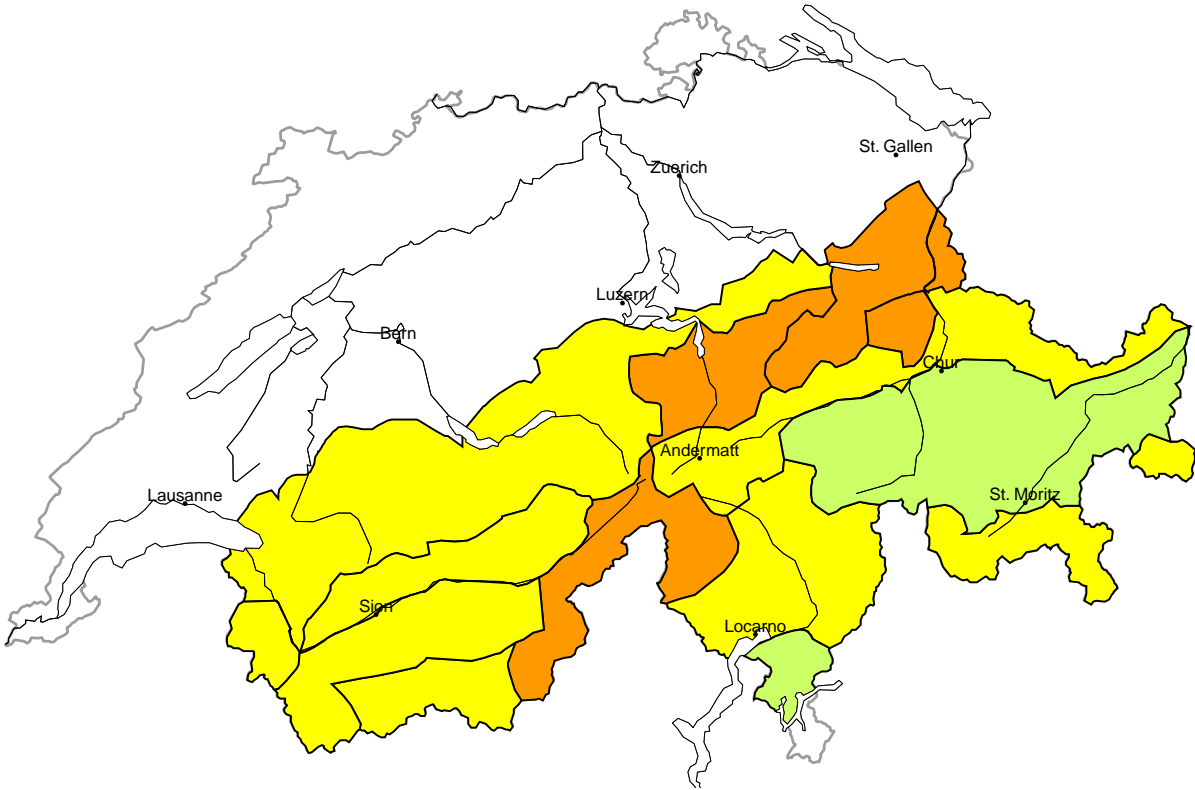 St. Gallen
Zuerich
Luzern
Bern
Chur
Andermatt
St. Moritz
Lausanne
Sion
Locarno